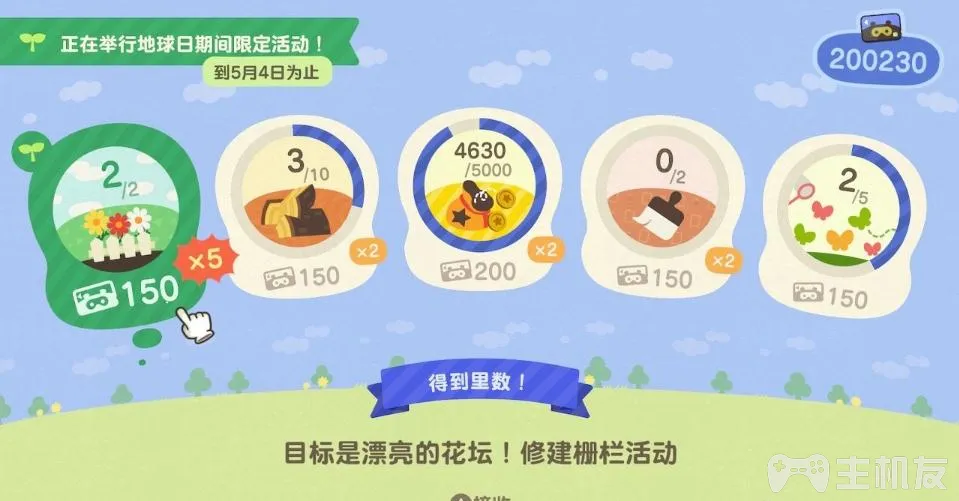 正在举行地球日期间限定活动！
到5月4日为止
200230
2/2
×5
150
3/10
×2
150
4630/5000
×2
200
0/2
×2
150
2/5
150
得到里数！
目标是漂亮的花坛！修建栅栏活动
接收
主机友